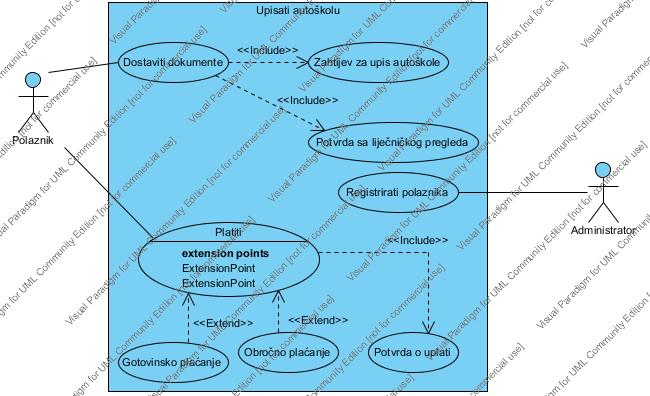 Upisati autoškolu
<<Include>>
Dostaviti dokumente
Zahtijev za upis autoškole
<<Include>>
Polaznik
Potvrda sa liječničkog pregleda
Registrirati polaznika
Administrator
Platiti
<<Include>>
extension points
ExtensionPoint
ExtensionPoint
<<Extend>>
<<Extend>>
Gotovinsko plaćanje
Obročno plaćanje
Potvrda o uplati
Visual Paradigm for UML Community Edition [not for commercial use]